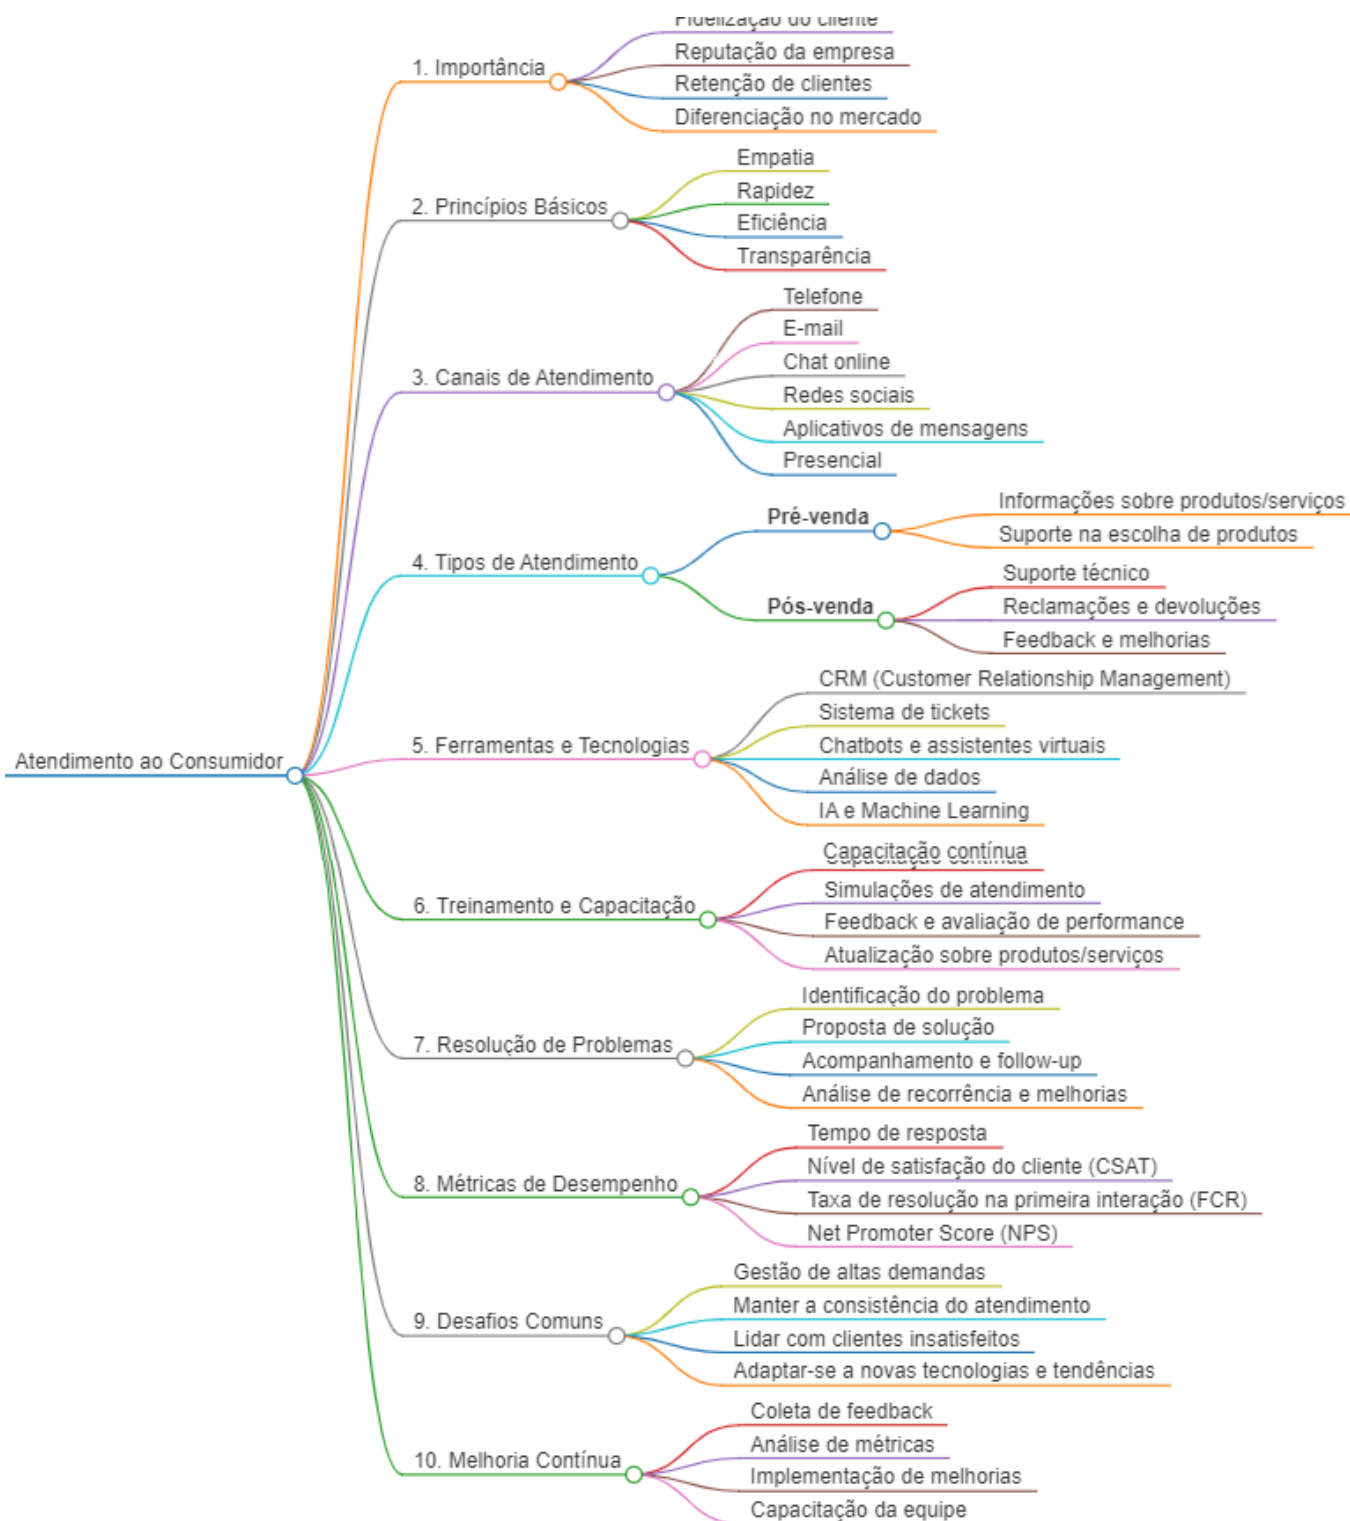 Fidelização do cliente
Reputação da empresa
1. Importância
Retenção de clientes
Diferenciação no mercado
Empatia
Rapidez
2. Princípios Básicos
Eficiência
Transparência
Telefone
E-mail
Chat online
3. Canais de Atendimento
Redes sociais
Aplicativos de mensagens
Presencial
Informações sobre produtos/serviços
Pré-venda
Suporte na escolha de produtos
4. Tipos de Atendimento
Suporte técnico
Pós-venda
Reclamações e devoluções
Feedback e melhorias
CRM (Customer Relationship Management)
Sistema de tickets
5. Ferramentas e Tecnologias
Chatbots e assistentes virtuais
Atendimento ao Consumidor
Análise de dados
IA e Machine Learning
Capacitação contínua
Simulações de atendimento
6. Treinamento e Capacitação
Feedback e avaliação de performance
Atualização sobre produtos/serviços
Identificação do problema
Proposta de solução
7. Resolução de Problemas
Acompanhamento e follow-up
Análise de recorrência e melhorias
Tempo de resposta
Nível de satisfação do cliente (CSAT)
8. Métricas de Desempenho
Taxa de resolução na primeira interação (FCR)
Net Promoter Score (NPS)
Gestão de altas demandas
Manter a consistência do atendimento
9. Desafios Comuns
Lidar com clientes insatisfeitos
Adaptar-se a novas tecnologias e tendências
Coleta de feedback
Análise de métricas
10. Melhoria Contínua
Implementação de melhorias
Capacitação da equipe